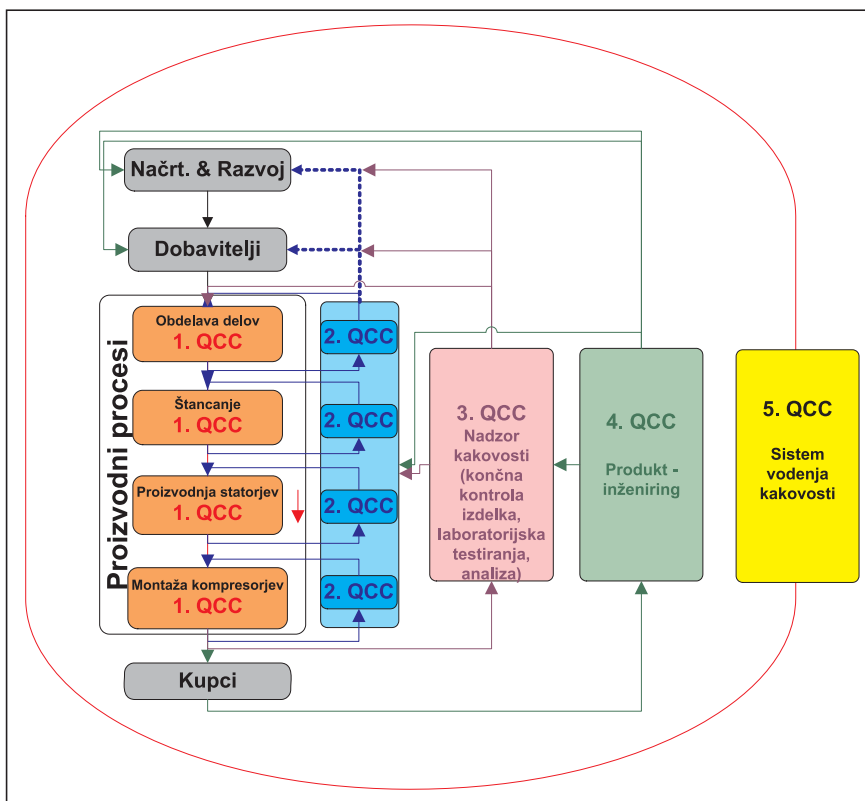 Načrt. & Razvoj
Dobavitelji
Proizvodni procesi
Obdelava delov
1. QCC
Štancanje
1. QCC
Proizvodnja statorjev
1. QCC
Montaža kompresorjev
1. QCC
Kupci
2. QCC
2. QCC
2. QCC
2. QCC
3. QCC
Nadzor
kakovosti
(končna
kontrola
izdelka,
laboratorijska
testiranja,
analiza)
4. QCC
Produkt -
inženiring
5. QCC
Sistem
vodenja
kakovosti